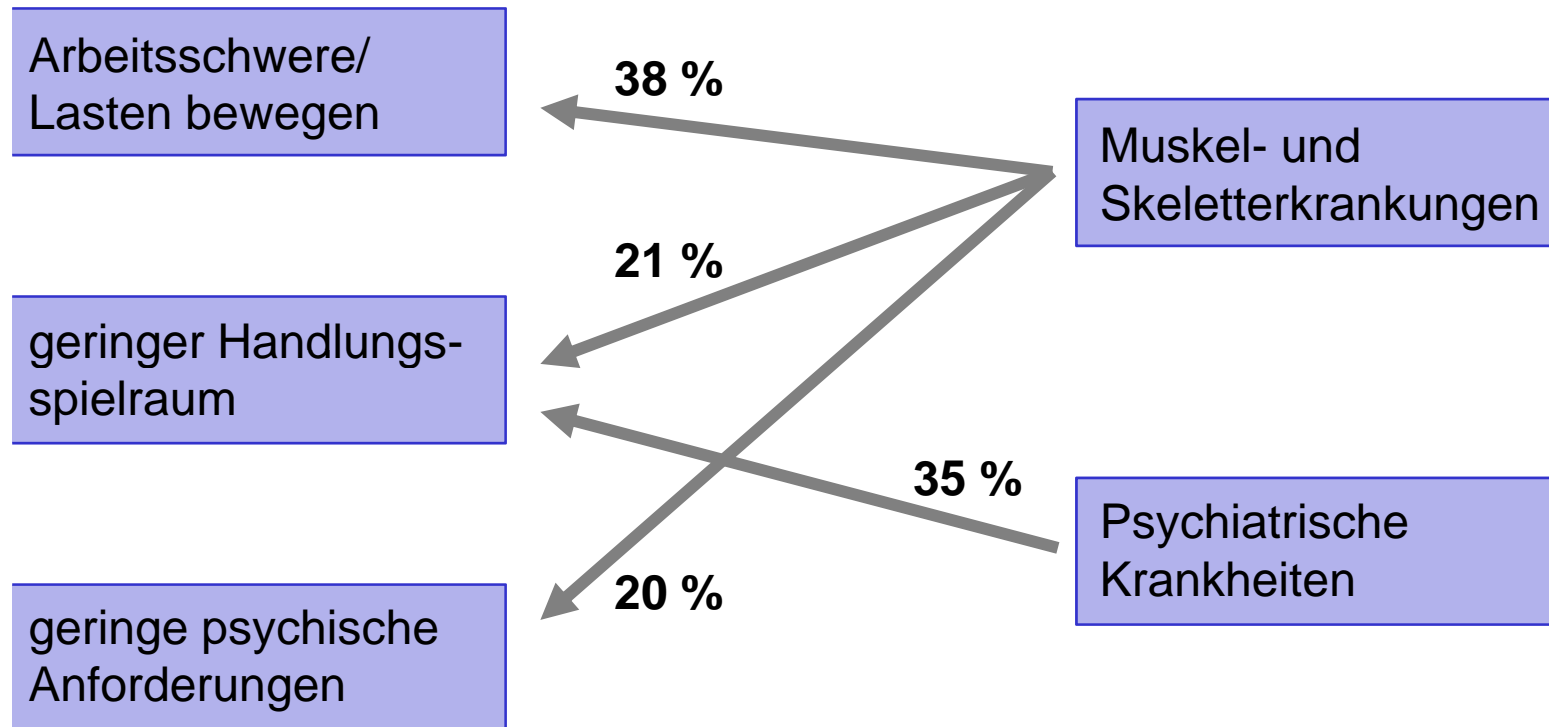 Arbeitsschwere/
Lasten bewegen
38 %
Muskel- und
Skeletterkrankungen
21 %
geringer Handlungs-
spielraum
35 %
Psychiatrische
Krankheiten
20 %
geringe psychische
Anforderungen